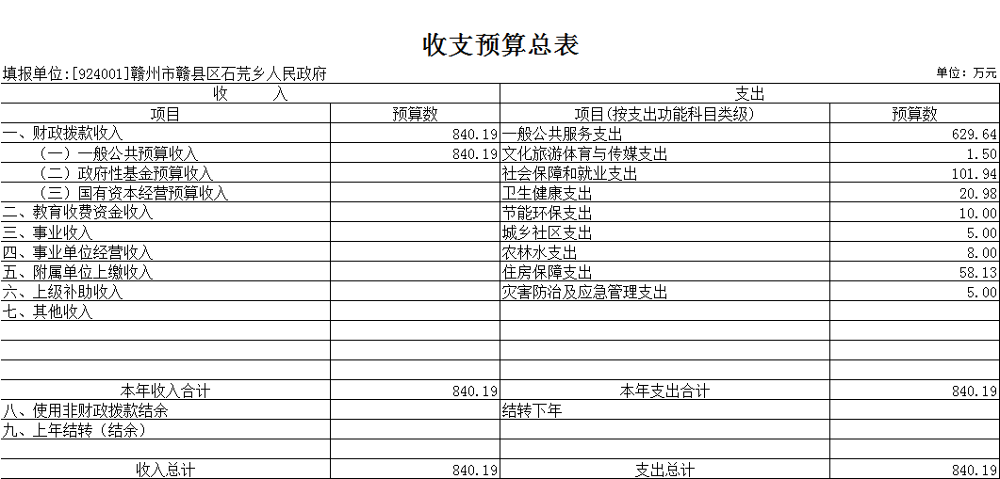 收支预算总表
填报单位:[924001]赣州市赣县区石芫乡人民政府 单位：万元
收 入 支出
项目 预算数 项目(按支出功能科目类级) 预算数
一、财政拨款收入 840.19 一般公共服务支出 629.64
（一）一般公共预算收入 840.19 文化旅游体育与传媒支出 1.50
（二）政府性基金预算收入 社会保障和就业支出 101.94
（三）国有资本经营预算收入 卫生健康支出 20.98
二、教育收费资金收入 节能环保支出 10.00
三、事业收入 城乡社区支出 5.00
四、事业单位经营收入 农林水支出 8.00
五、附属单位上缴收入 住房保障支出 58.13
六、上级补助收入 灾害防治及应急管理支出 5.00
七、其他收入
本年收入合计 840.19 本年支出合计 840.19
八、使用非财政拨款结余 结转下年
九、上年结转（结余）
收入总计 840.19 支出总计 840.19